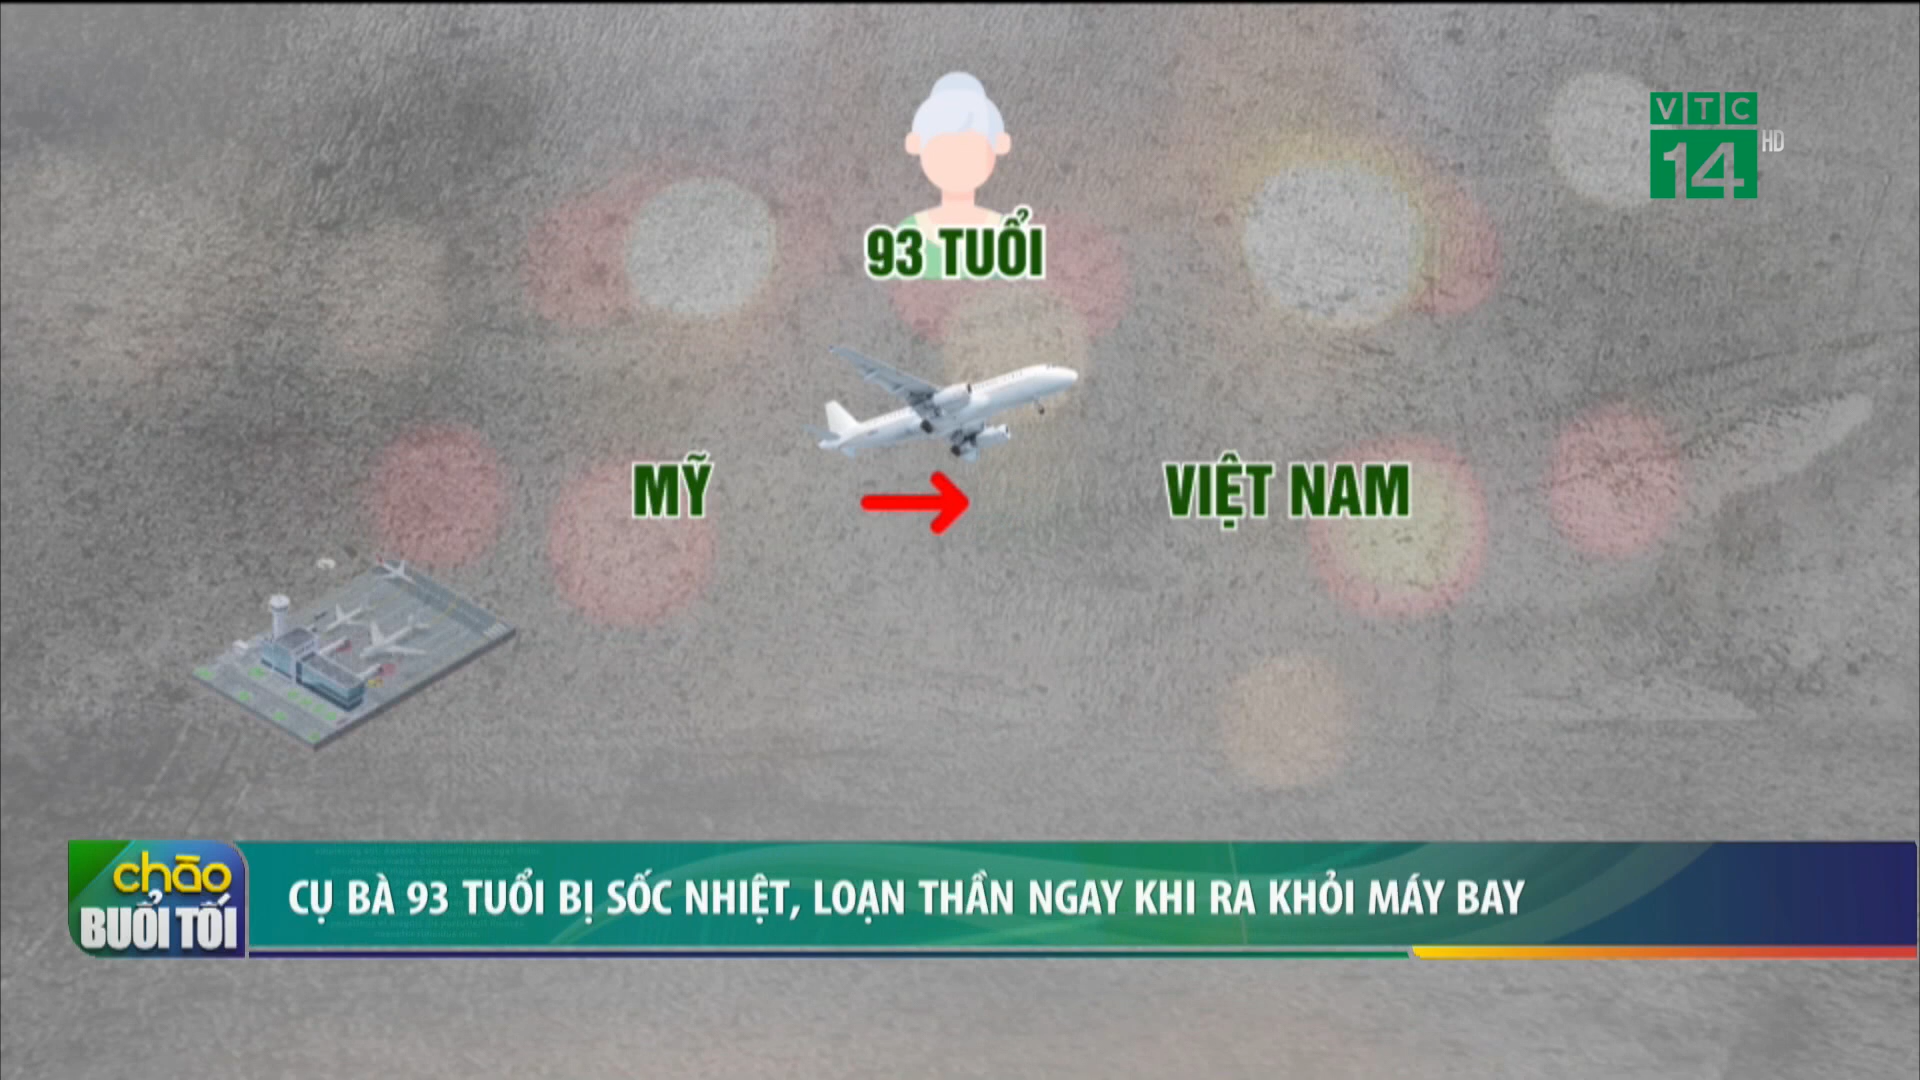 VTC
14 HD
93 TUỔI
MỸ
VIỆT NAM
chào
BUỔI TỐI
CỤ BÀ 93 TUỔI BỊ SỐC NHIỆT, LOẠN THẦN NGAY KHI RA KHỎI MÁY BAY